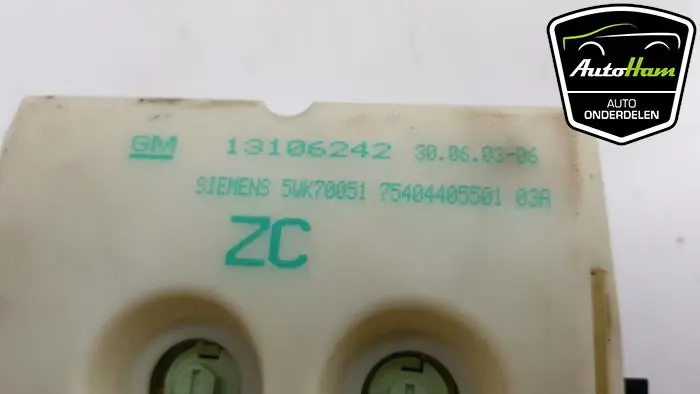 AutoHam
AUTO
ONDERDELEN
GM 13106242 30.06.03-06
SIEMENS 5WK70051 75404405501 03A
ZC